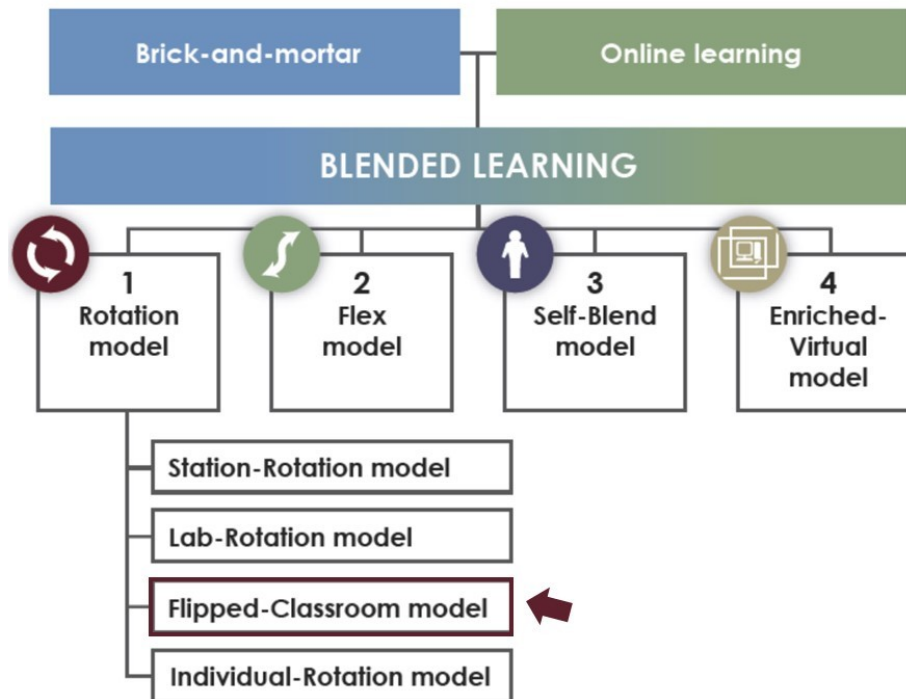 Brick-and-mortar
Online learning
BLENDED LEARNING
1
Rotation
model
2
Flex
model
3
Self-Blend
model
4
Enriched-
Virtual
model
Station-Rotation model
Lab-Rotation model
Flipped-Classroom model
Individual-Rotation model